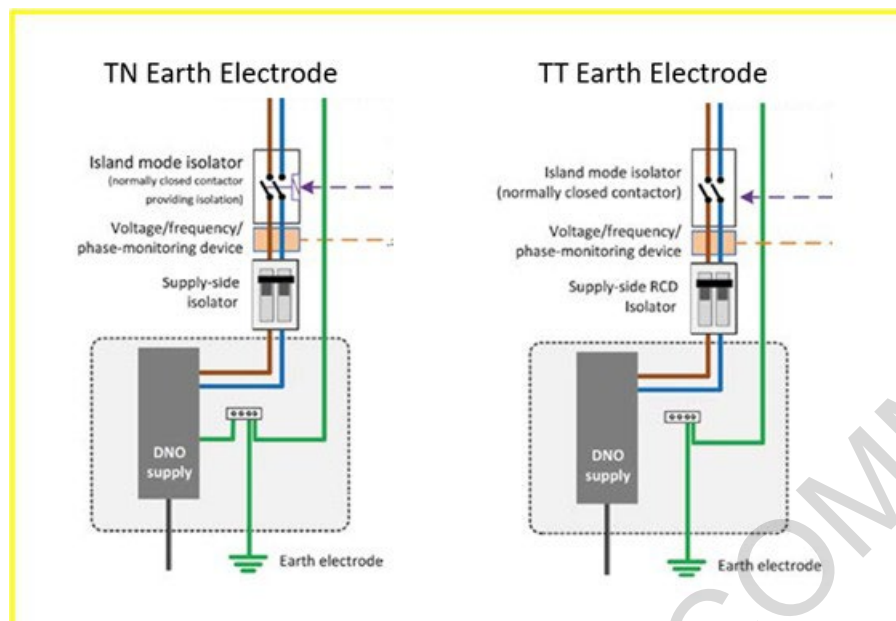 TN Earth Electrode
Island mode isolator
(normally closed contactor
providing isolation)
Voltage/frequency/
phase-monitoring device
Supply-side
isolator
DNO
supply
Earth electrode
TT Earth Electrode
Island mode isolator
(normally closed contactor)
Voltage/frequency/
phase-monitoring device
Supply-side RCD
Isolator
DNO
supply
Earth electrode
COMM